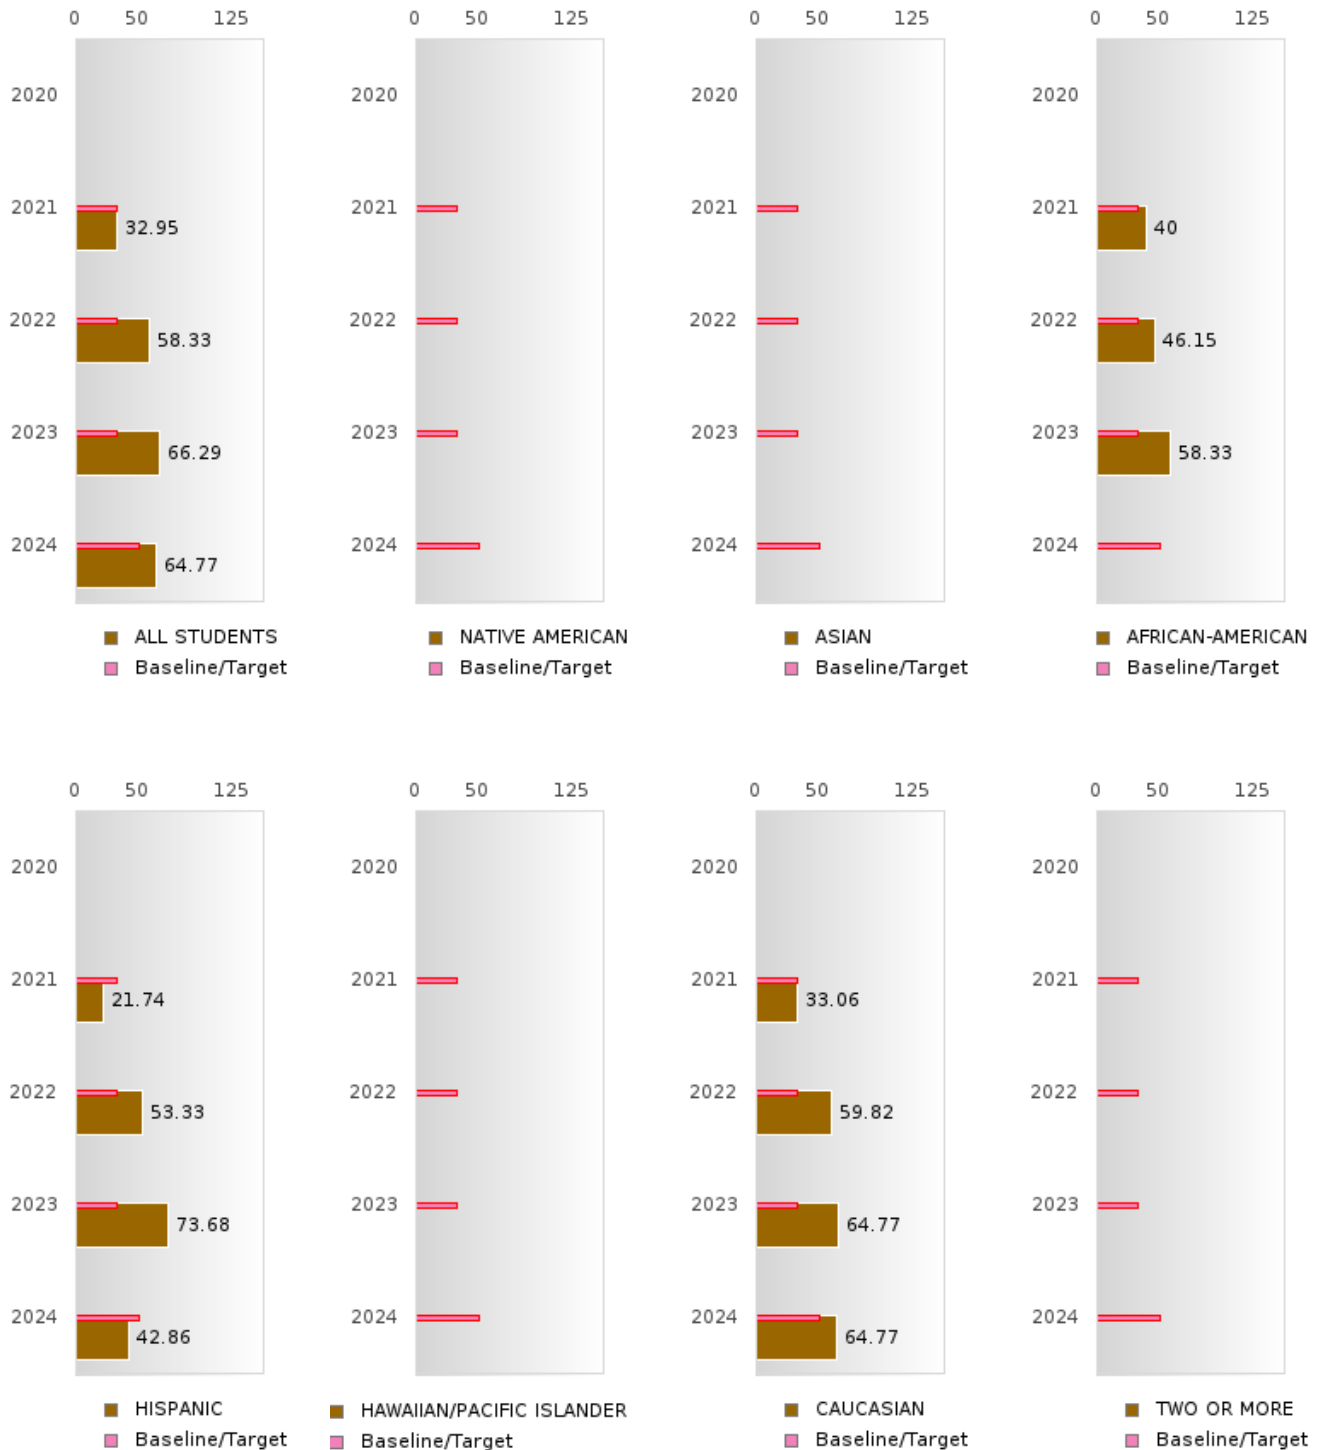 0 50 125 0 50 125 0 50 125 0 50 125
2020 2020 2020 2020
2021 32.95 2021 2021 2021 40
2022 58.33 2022 2022 2022 46.15
2023 66.29 2023 2023 2023 58.33
2024 64.77 2024 2024 2024
ALL STUDENTS NATIVE AMERICAN ASIAN AFRICAN-AMERICAN
Baseline/Target Baseline/Target Baseline/Target Baseline/Target
0 50 125 0 50 125 0 50 125 0 50 125
2020 2020 2020 2020
2021 21.74 2021 2021 33.06 2021
2022 53.33 2022 2022 59.82 2022
2023 73.68 2023 2023 64.77 2023
2024 42.86 2024 2024 64.77 2024
HISPANIC HAWAIIAN/PACIFIC ISLANDER CAUCASIAN TWO OR MORE
Baseline/Target Baseline/Target Baseline/Target Baseline/Target